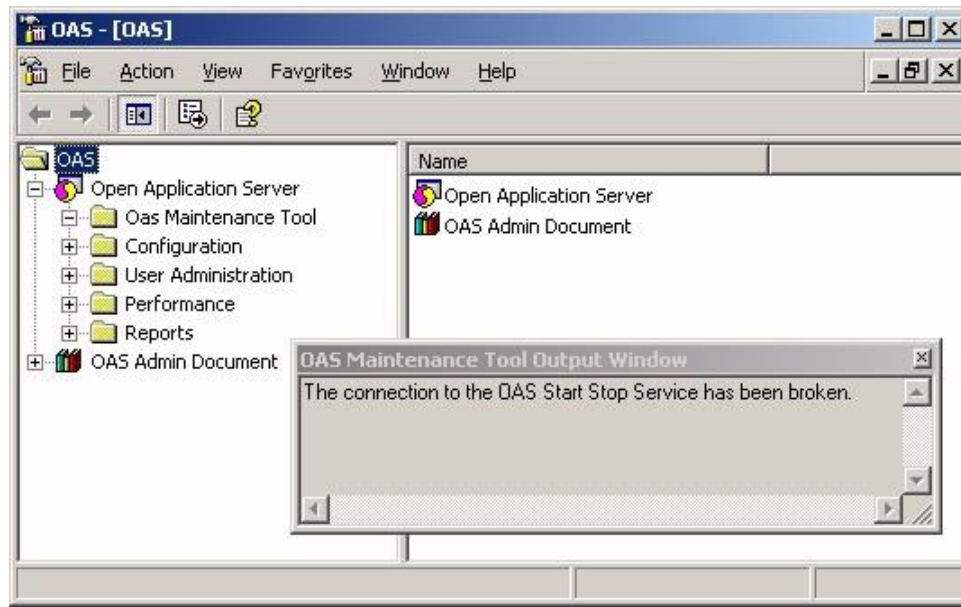 OAS - [OAS]
File Action View Favorites Window Help
OAS
Open Application Server
Oas Maintenance Tool
Configuration
User Administration
Performance
Reports
OAS Admin Document
Name
Open Application Server
OAS Admin Document
OAS Maintenance Tool Output Window
The connection to the OAS Start Stop Service has been broken.